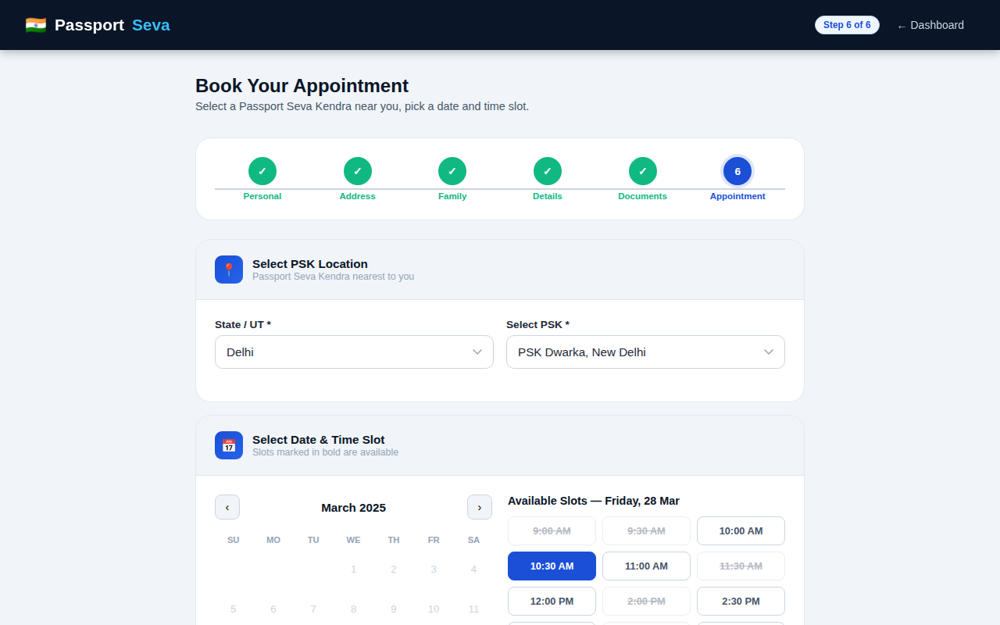 Passport Seva
Step 6 of 6
← Dashboard
Book Your Appointment
Select a Passport Seva Kendra near you, pick a date and time slot.
✓ ✓ ✓ ✓ ✓ 6
Personal Address Family Details Documents Appointment
Select PSK Location
Passport Seva Kendra nearest to you
State / UT *
Delhi
Select PSK *
PSK Dwarka, New Delhi
Select Date & Time Slot
Slots marked in bold are available
‹ March 2025 ›
SU MO TU WE TH FR SA
1 2 3 4
5 6 7 8 9 10 11
Available Slots — Friday, 28 Mar
9:00 AM 9:30 AM 10:00 AM
10:30 AM 11:00 AM 11:30 AM
12:00 PM 2:00 PM 2:30 PM